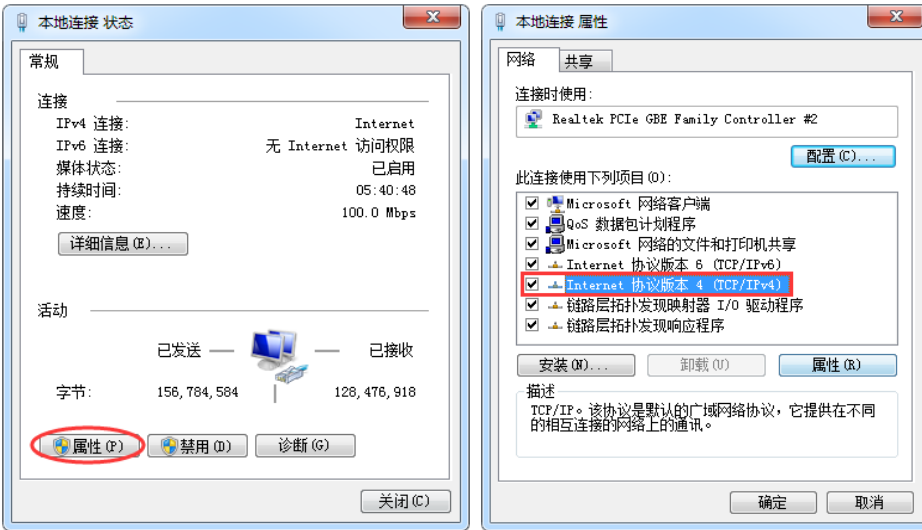 本地连接 状态
常规
连接
IPv4 连接: Internet
IPv6 连接: 无 Internet 访问权限
媒体状态: 已启用
持续时间: 05:40:48
速度: 100.0 Mbps
详细信息(E)...
活动
已发送 — — 已接收
字节: 156,784,584 128,476,918
属性(P) 禁用(D) 诊断(G)
关闭(C)
本地连接 属性
网络 共享
连接时使用:
Realtek PCIe GBE Family Controller #2
配置(C)...
此连接使用下列项目(O):
Microsoft 网络客户端
QoS 数据包计划程序
Microsoft 网络的文件和打印机共享
Internet 协议版本 6 (TCP/IPv6)
Internet 协议版本 4 (TCP/IPv4)
链路层拓扑发现映射器 I/O 驱动程序
链路层拓扑发现响应程序
安装(N)... 卸载(U) 属性(R)
描述
TCP/IP。该协议是默认的广域网络协议，它提供在不同
的相互连接的网络上的通讯。
确定 取消